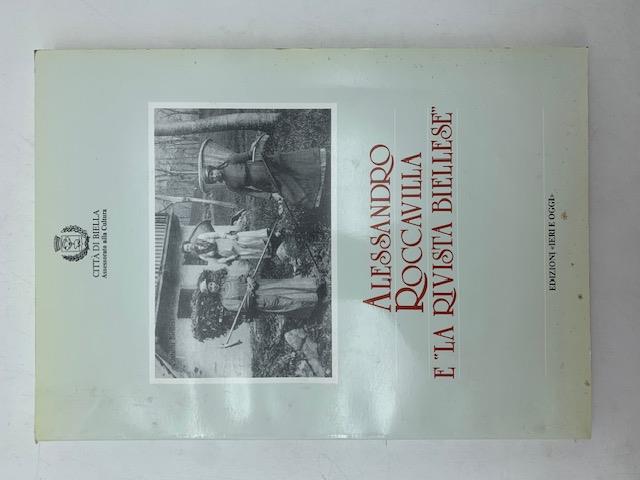 CITTÀ DI BIELLA
Assessorato alla Cultura
ALESSANDRO
ROCCAVILLA
E "LA RIVISTA BIELLESE"
EDIZIONI «IERI E OGGI»